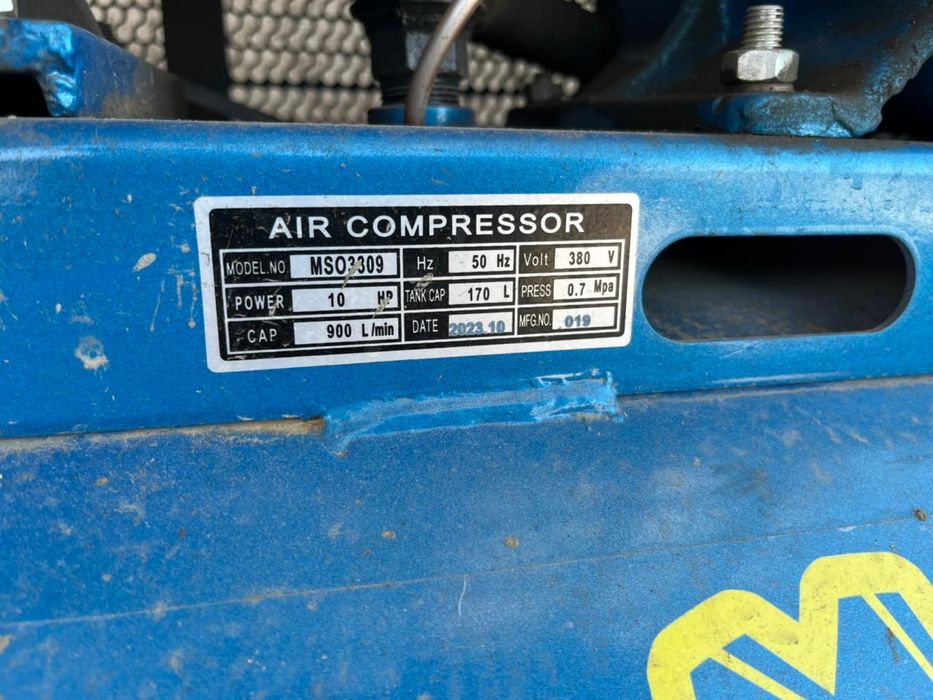 AIR COMPRESSOR
MODEL.NO. MSO3309 Hz 50 Hz Volt 380 V
POWER 10 HP TANK CAP 170 L PRESS 0.7 Mpa
CAP 900 L/min DATE 2023.10 MFG.NO. 019